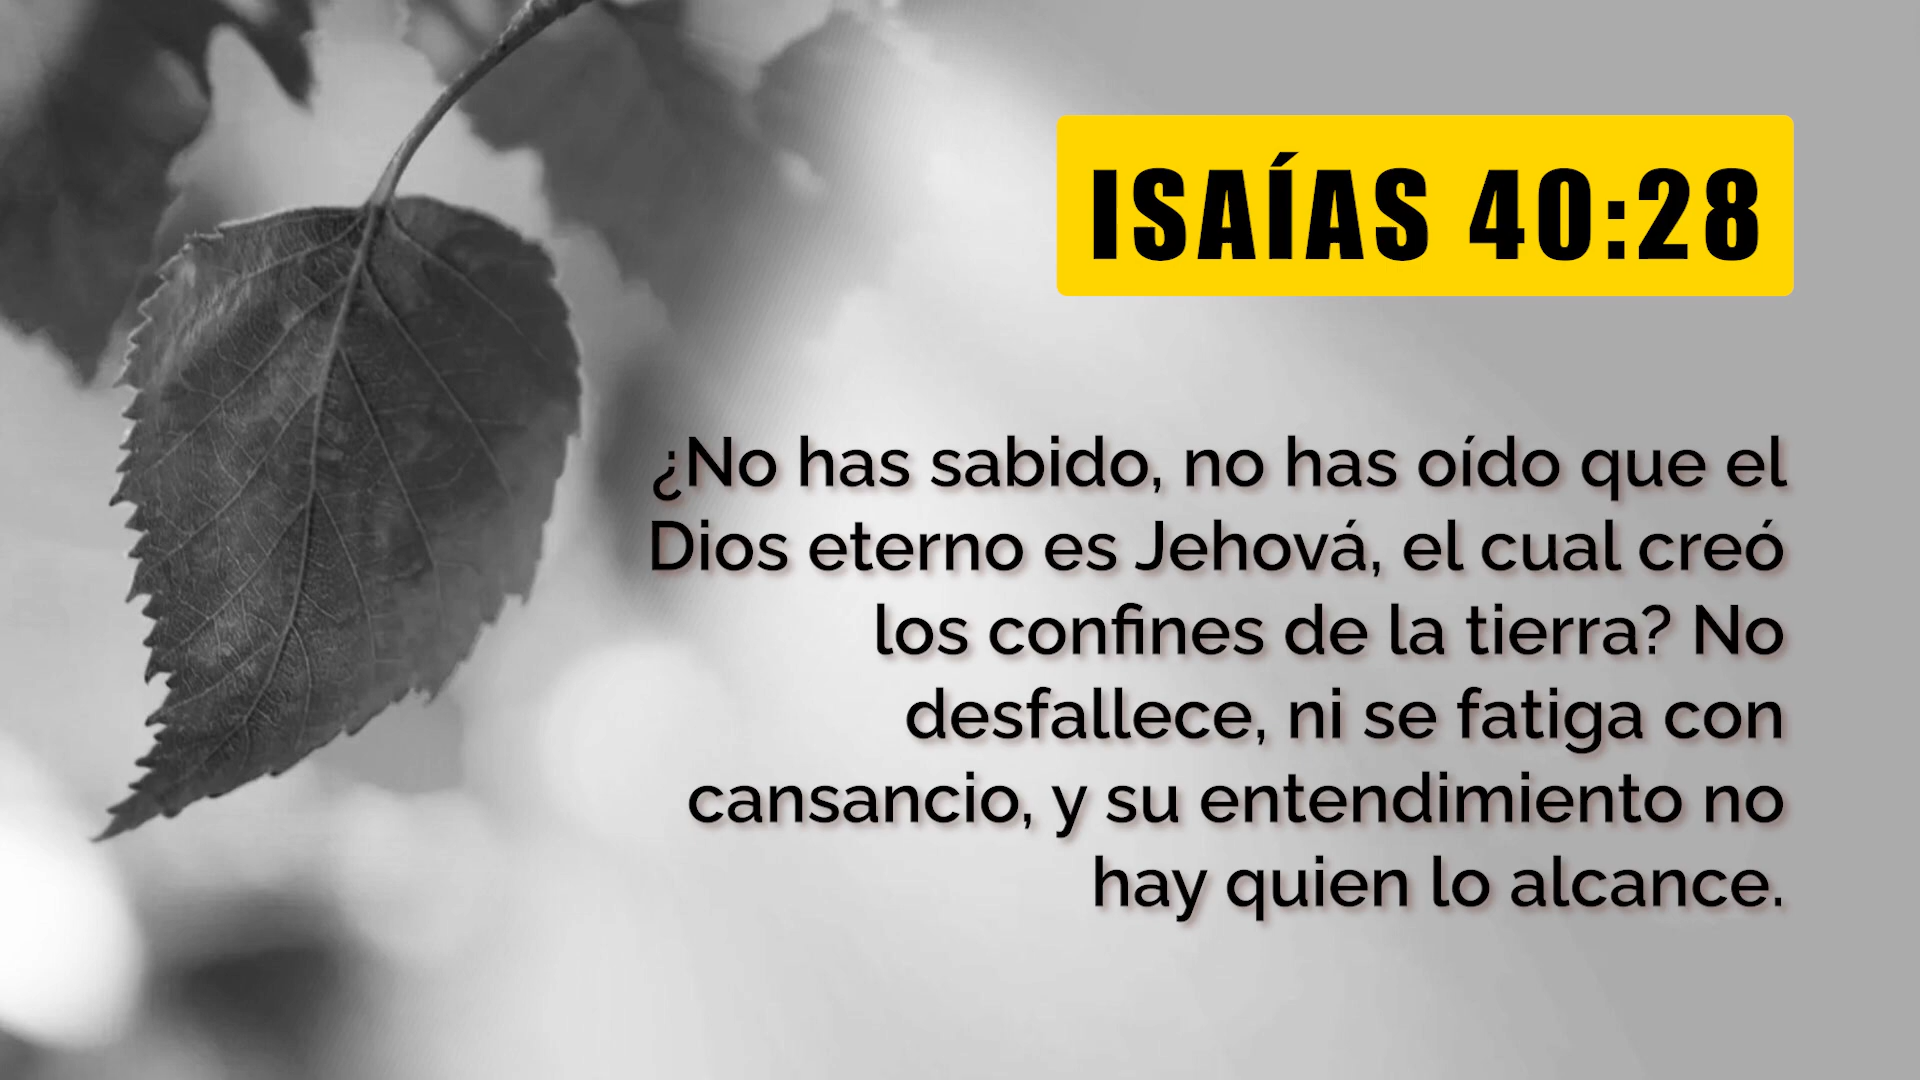 ISAÍAS 40:28
¿No has sabido, no has oído que el
Dios eterno es Jehová, el cual creó
los confines de la tierra? No
desfallece, ni se fatiga con
cansancio, y su entendimiento no
hay quien lo alcance.